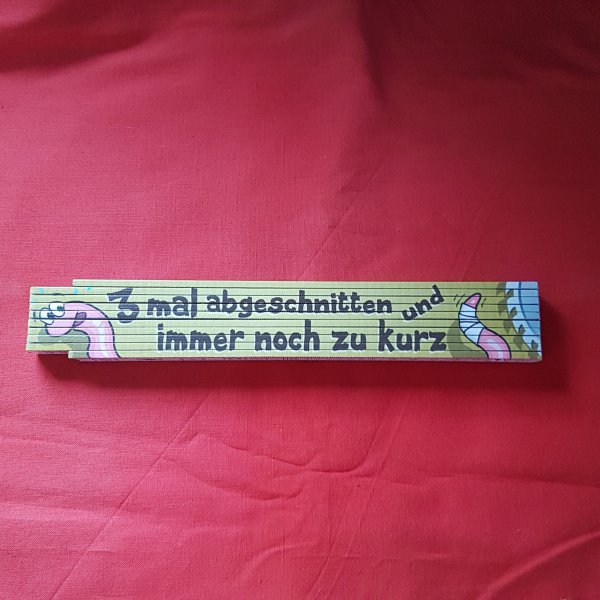 3 mal abgeschnitten und
immer noch zu kurz